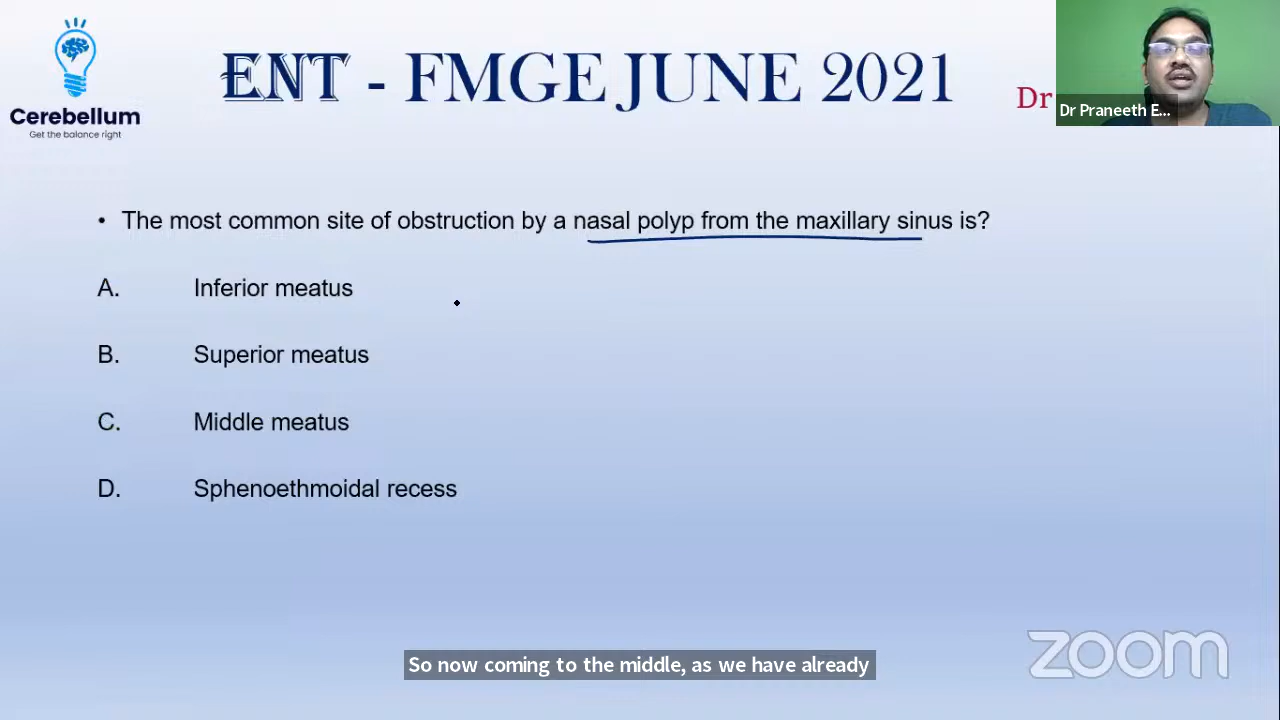 Cerebellum
Get the balance right
ENT - FMGE JUNE 2021
Dr
Dr Praneeth E...
• The most common site of obstruction by a nasal polyp from the maxillary sinus is?
A. Inferior meatus
B. Superior meatus
C. Middle meatus
D. Sphenoethmoidal recess
So now coming to the middle, as we have already
zoom